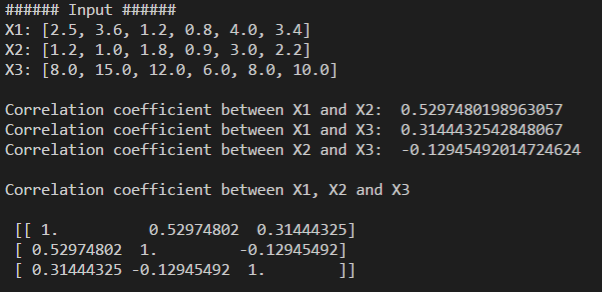 ###### Input ######
X1: [2.5, 3.6, 1.2, 0.8, 4.0, 3.4]
X2: [1.2, 1.0, 1.8, 0.9, 3.0, 2.2]
X3: [8.0, 15.0, 12.0, 6.0, 8.0, 10.0]
Correlation coefficient between X1 and X2:  0.5297480198963057
Correlation coefficient between X1 and X3:  0.3144432542848067
Correlation coefficient between X2 and X3:  -0.12945492014724624
Correlation coefficient between X1, X2 and X3
[[ 1.          0.52974802  0.31444325]
[ 0.52974802  1.         -0.12945492]
[ 0.31444325 -0.12945492  1.        ]]